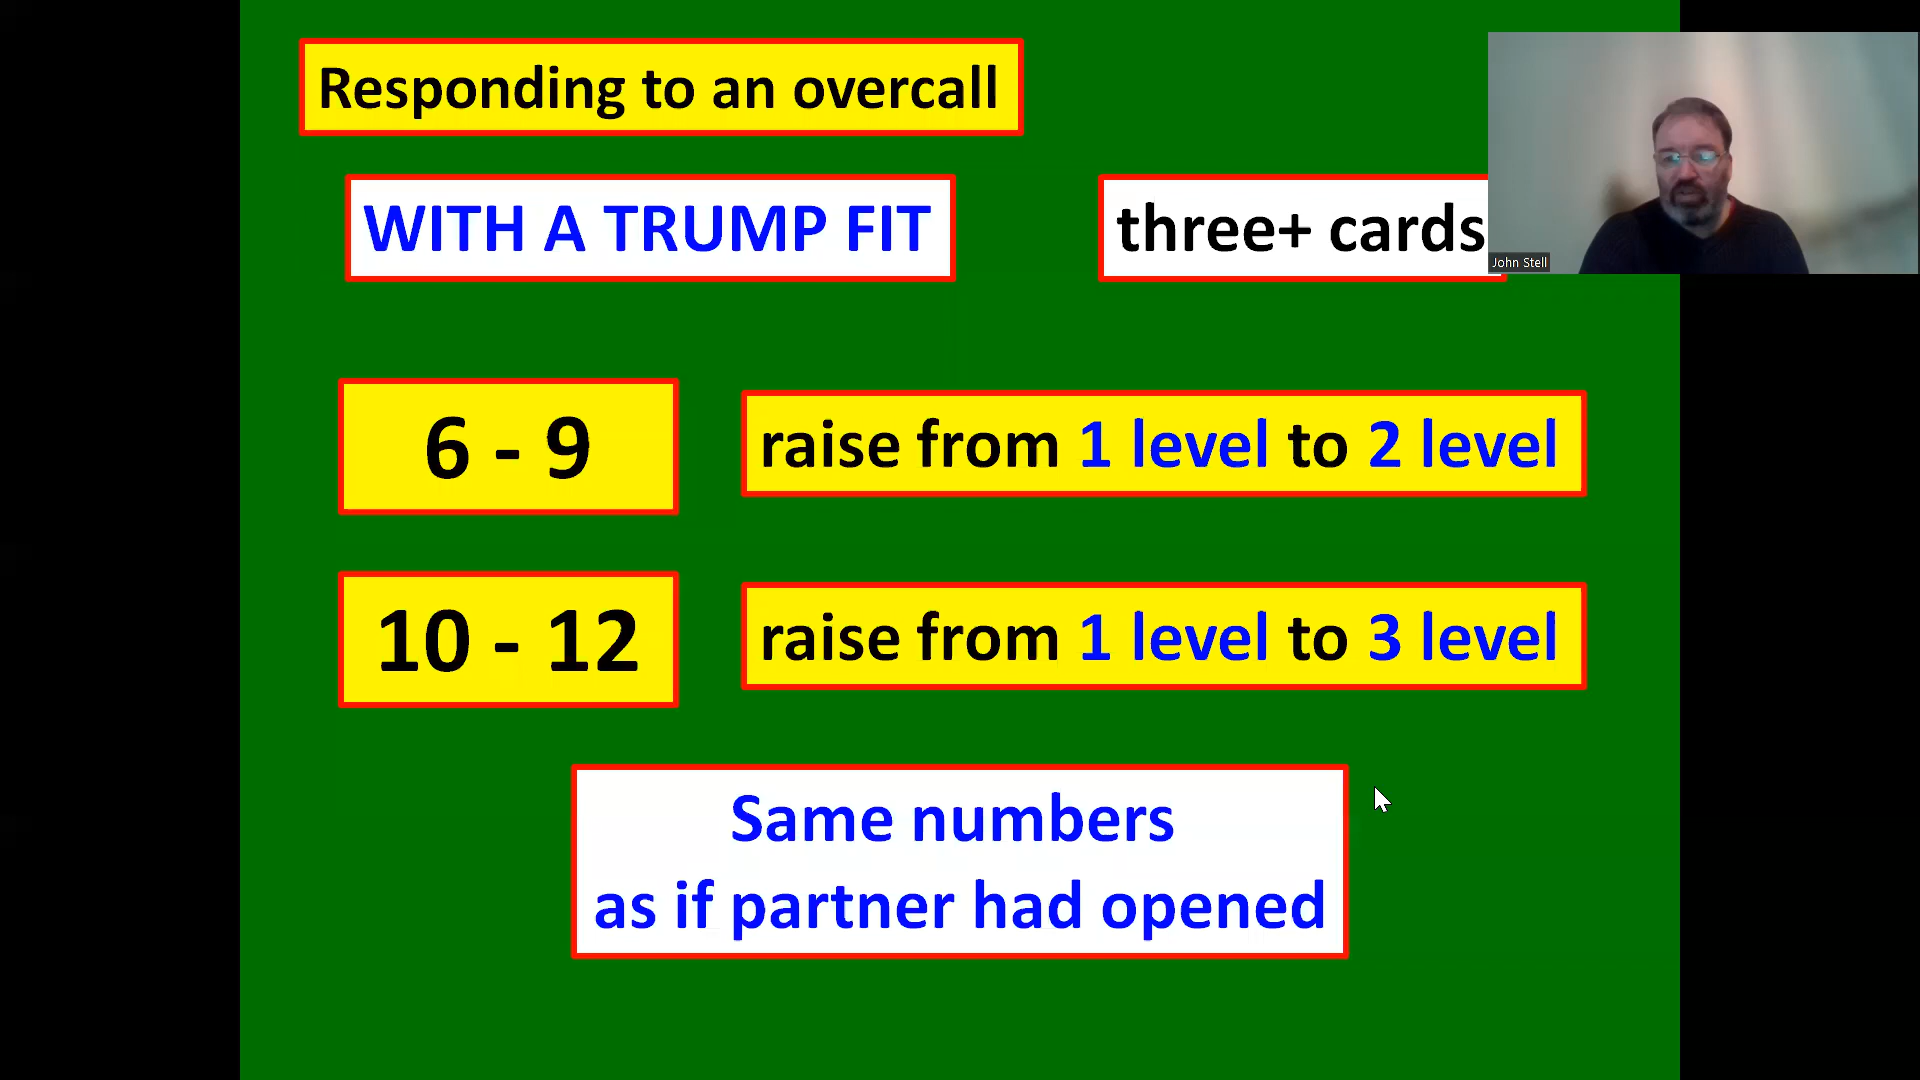 Responding to an overcall
WITH A TRUMP FIT
three+ cards
John Stell
6 - 9
raise from 1 level to 2 level
10 - 12
raise from 1 level to 3 level
Same numbers
as if partner had opened